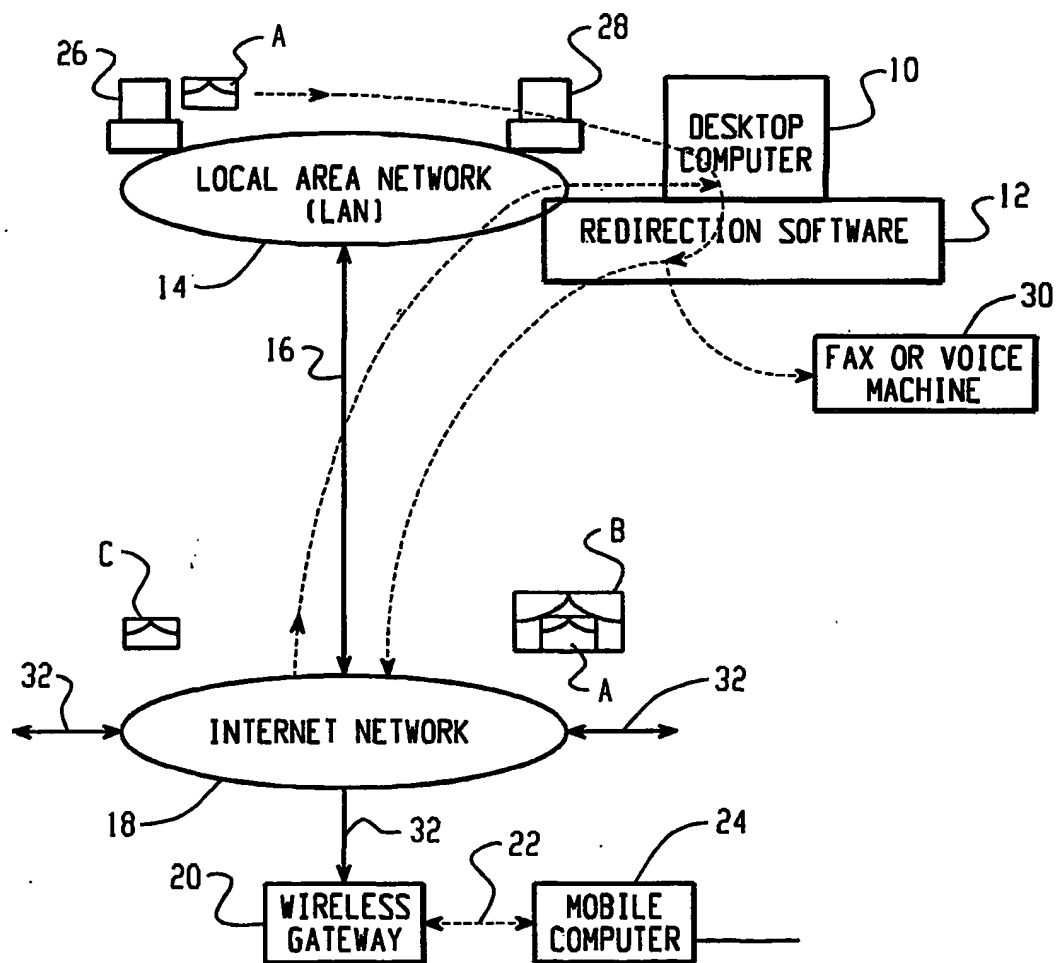 26
A
28
10
DESKTOP
COMPUTER
LOCAL AREA NETWORK
(LAN)
12
REDIRECTION SOFTWARE
14
30
16
FAX OR VOICE
MACHINE
B
C
A
32
32
INTERNET NETWORK
18
32
24
22
20
WIRELESS
GATEWAY
MOBILE
COMPUTER